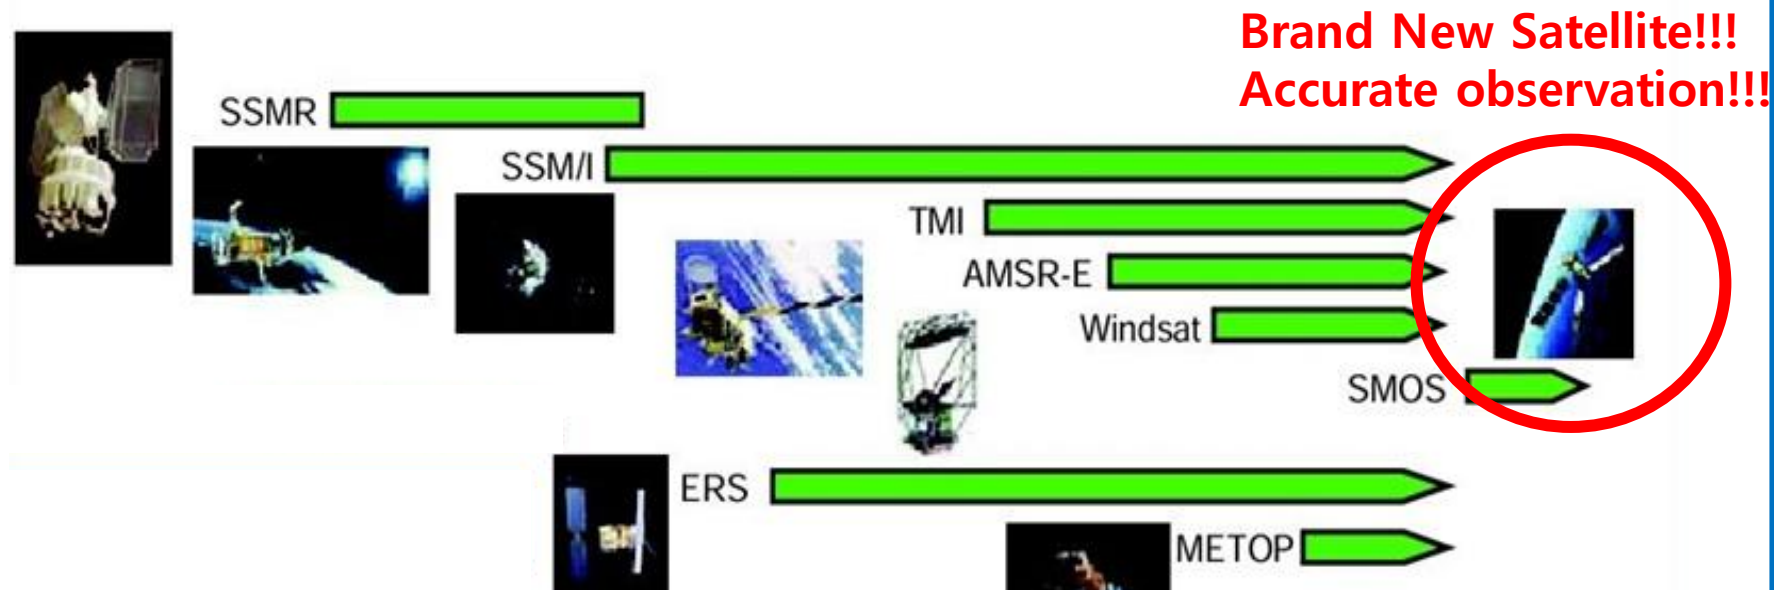 Brand New Satellite!!!
Accurate observation!!!
SSMR
SSM/I
TMI
AMSR-E
Windsat
SMOS
ERS
METOP